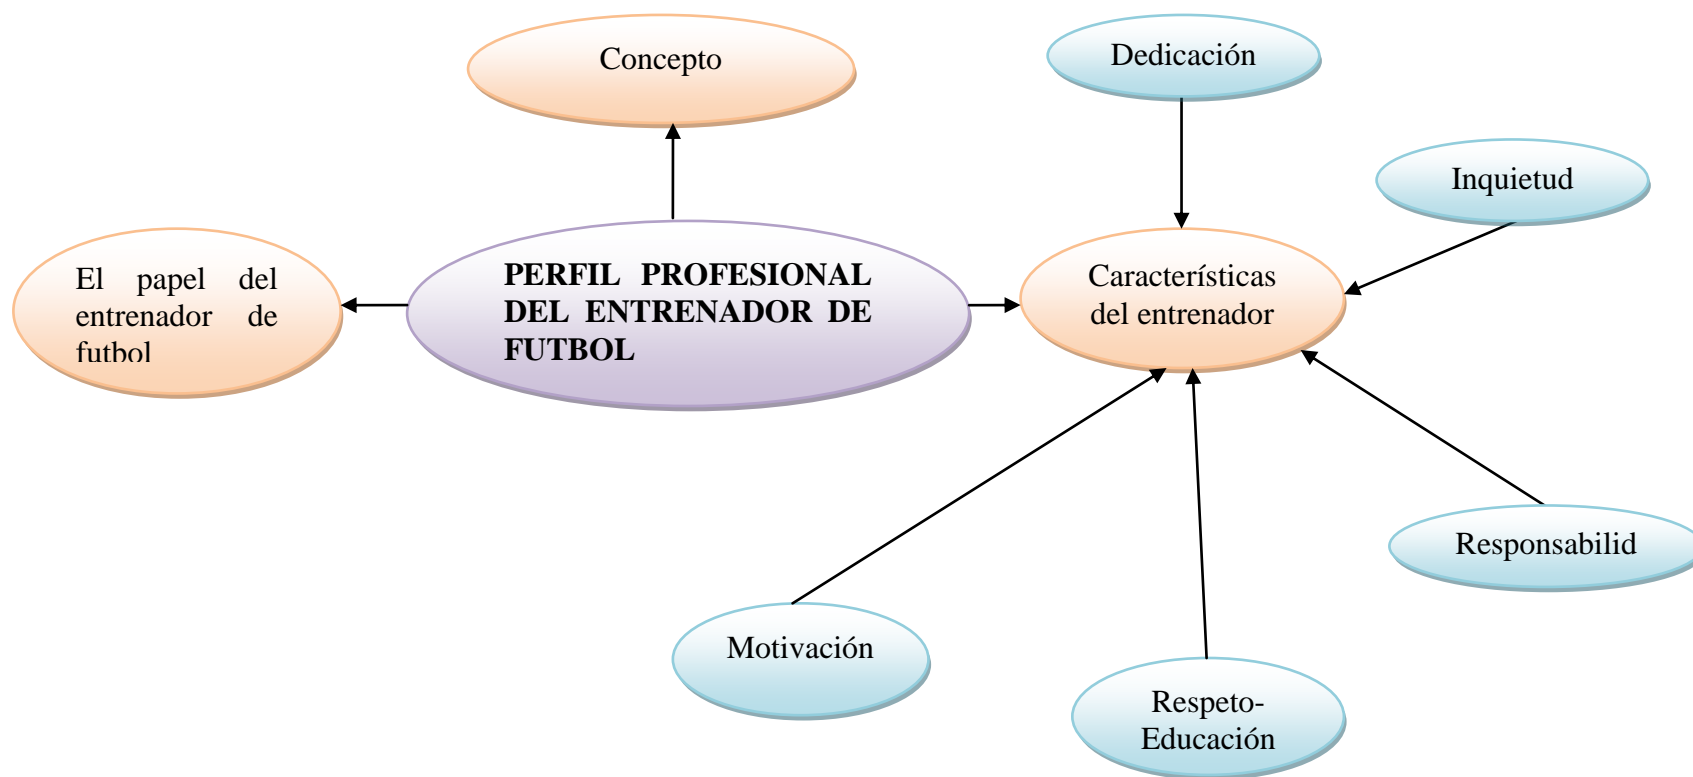 Concepto
Dedicación
Inquietud
El papel del
entrenador de
futbol
PERFIL PROFESIONAL
DEL ENTRENADOR DE
FUTBOL
Características
del entrenador
Responsabilid
Motivación
Respeto-
Educación